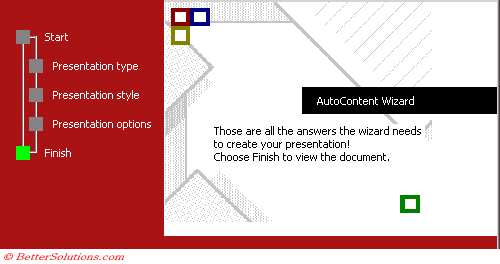 Start
Presentation type
Presentation style
Presentation options
Finish
AutoContent Wizard
Those are all the answers the wizard needs
to create your presentation!
Choose Finish to view the document.
© BetterSolutions.com